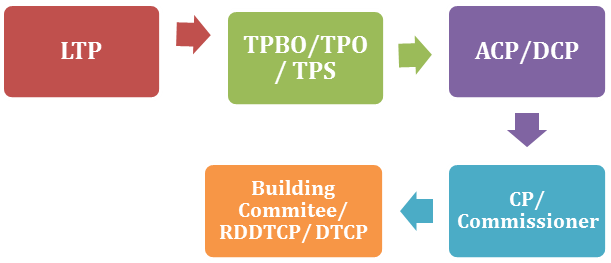 LTP
TPBO/TPO
/ TPS
ACP/DCP
CP/
Commissioner
Building
Commitee/
RDDTCP/ DTCP